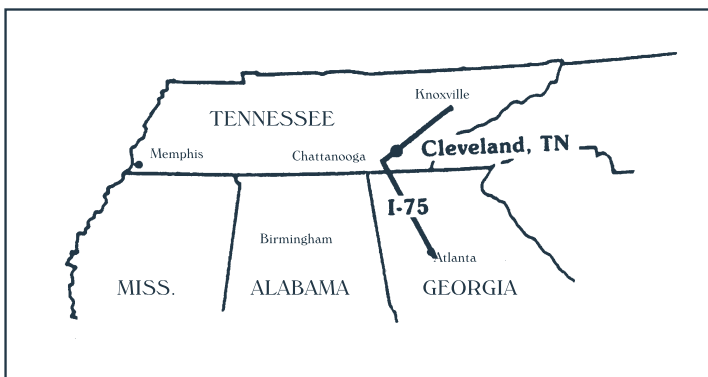 Knoxville
TENNESSEE
Cleveland, TN
Memphis
Chattanooga
I-75
Birmingham
Atlanta
MISS.
ALABAMA
GEORGIA